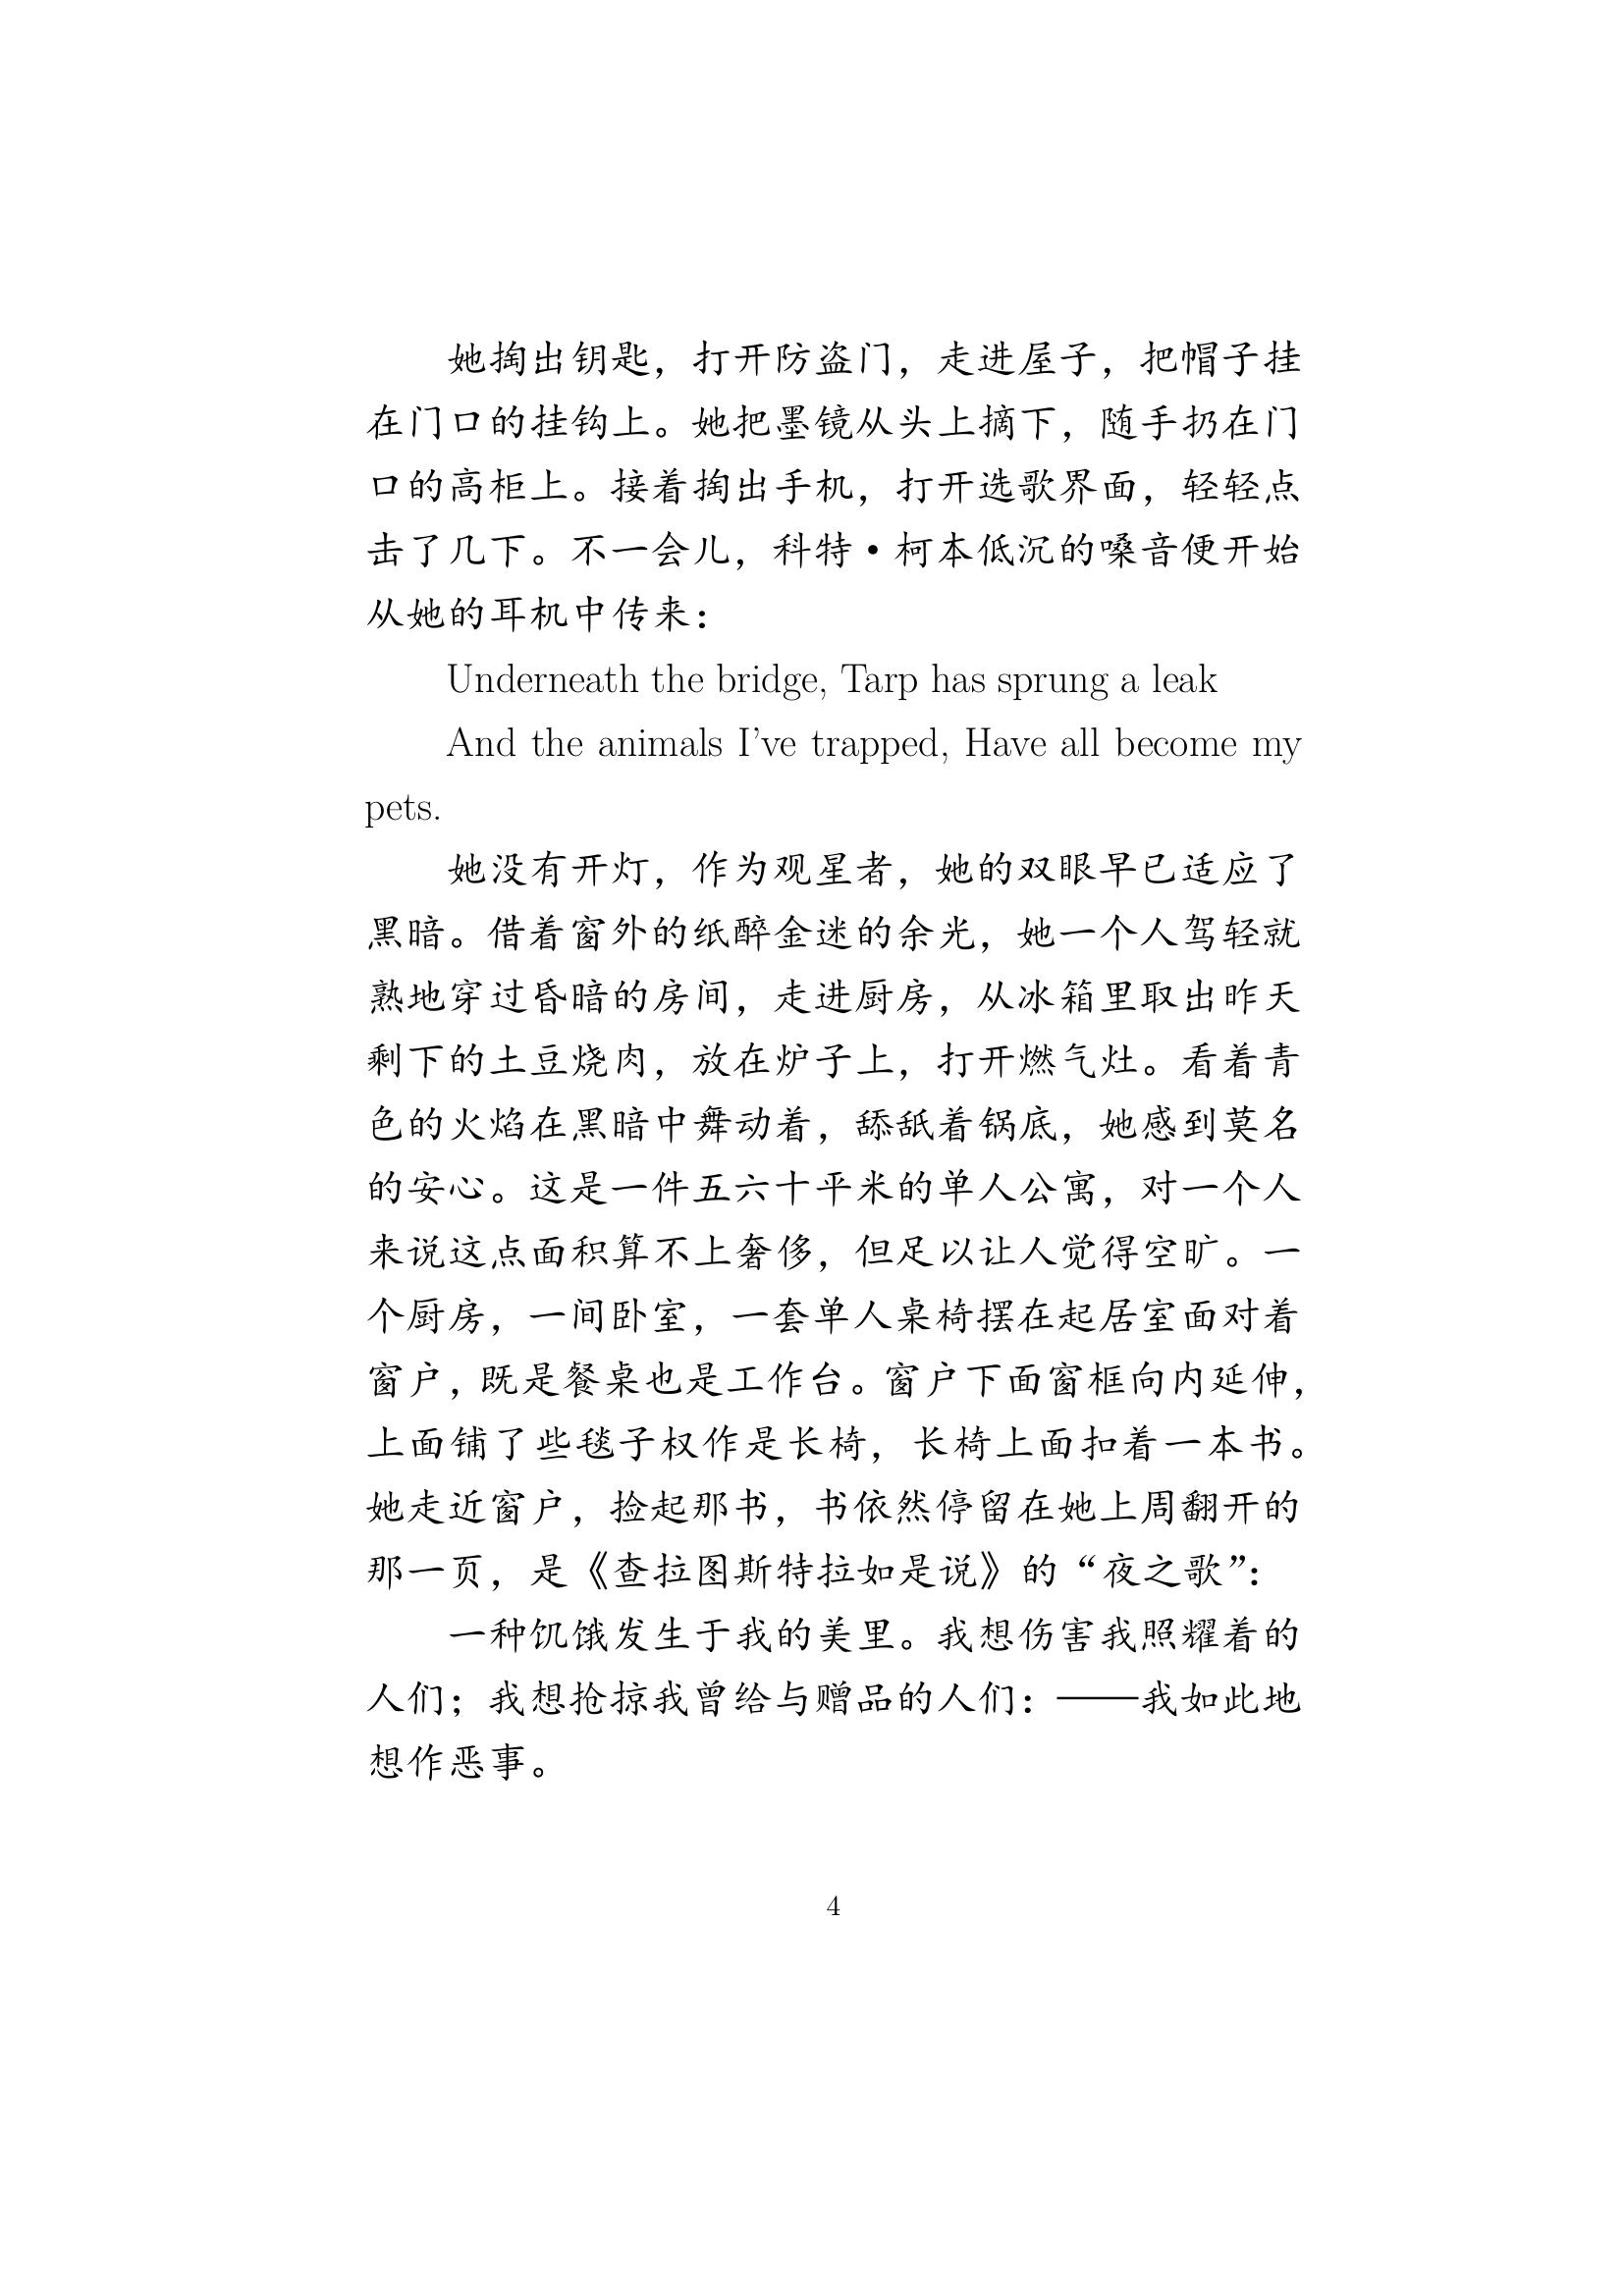 她掏出钥匙，打开防盗门，走进屋子，把帽子挂
在门口的挂钩上。她把墨镜从头上摘下，随手扔在门
口的高柜上。接着掏出手机，打开选歌界面，轻轻点
击了几下。不一会儿，科特·柯本低沉的嗓音便开始
从她的耳机中传来：
Underneath the bridge, Tarp has sprung a leak
And the animals I’ve trapped, Have all become my
pets.
她没有开灯，作为观星者，她的双眼早已适应了
黑暗。借着窗外的纸醉金迷的余光，她一个人驾轻就
熟地穿过昏暗的房间，走进厨房，从冰箱里取出昨天
剩下的土豆烧肉，放在炉子上，打开燃气灶。看着青
色的火焰在黑暗中舞动着，舔舐着锅底，她感到莫名
的安心。这是一件五六十平米的单人公寓，对一个人
来说这点面积算不上奢侈，但足以让人觉得空旷。一
个厨房，一间卧室，一套单人桌椅摆在起居室面对着
窗户，既是餐桌也是工作台。窗户下面窗框向内延伸，
上面铺了些毯子权作是长椅，长椅上面扣着一本书。
她走近窗户，捡起那书，书依然停留在她上周翻开的
那一页，是《查拉图斯特拉如是说》的“夜之歌”：
一种饥饿发生于我的美里。我想伤害我照耀着的
人们；我想抢掠我曾给与赠品的人们：——我如此地
想作恶事。
4